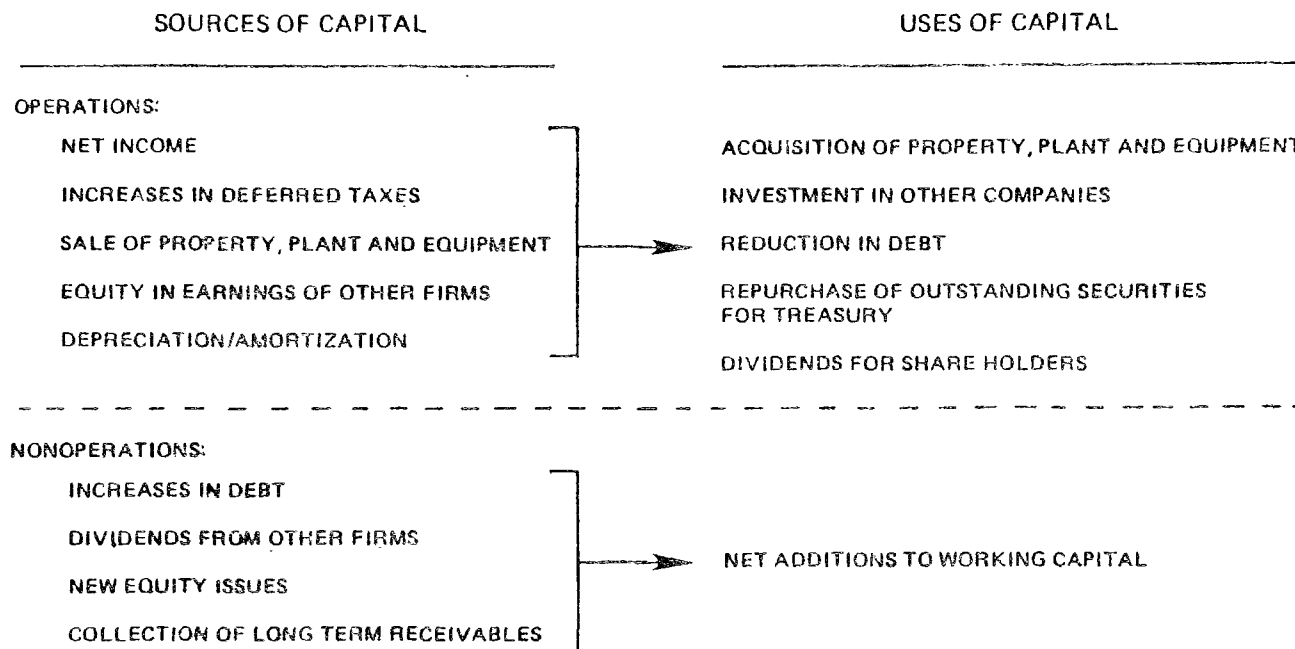 SOURCES OF CAPITAL
USES OF CAPITAL
OPERATIONS:
NET INCOME
INCREASES IN DEFERRED TAXES
SALE OF PROPERTY, PLANT AND EQUIPMENT
EQUITY IN EARNINGS OF OTHER FIRMS
DEPRECIATION/AMORTIZATION
ACQUISITION OF PROPERTY, PLANT AND EQUIPMENT
INVESTMENT IN OTHER COMPANIES
REDUCTION IN DEBT
REPURCHASE OF OUTSTANDING SECURITIES
FOR TREASURY
DIVIDENDS FOR SHARE HOLDERS
NONOPERATIONS:
INCREASES IN DEBT
DIVIDENDS FROM OTHER FIRMS
NEW EQUITY ISSUES
COLLECTION OF LONG TERM RECEIVABLES
NET ADDITIONS TO WORKING CAPITAL